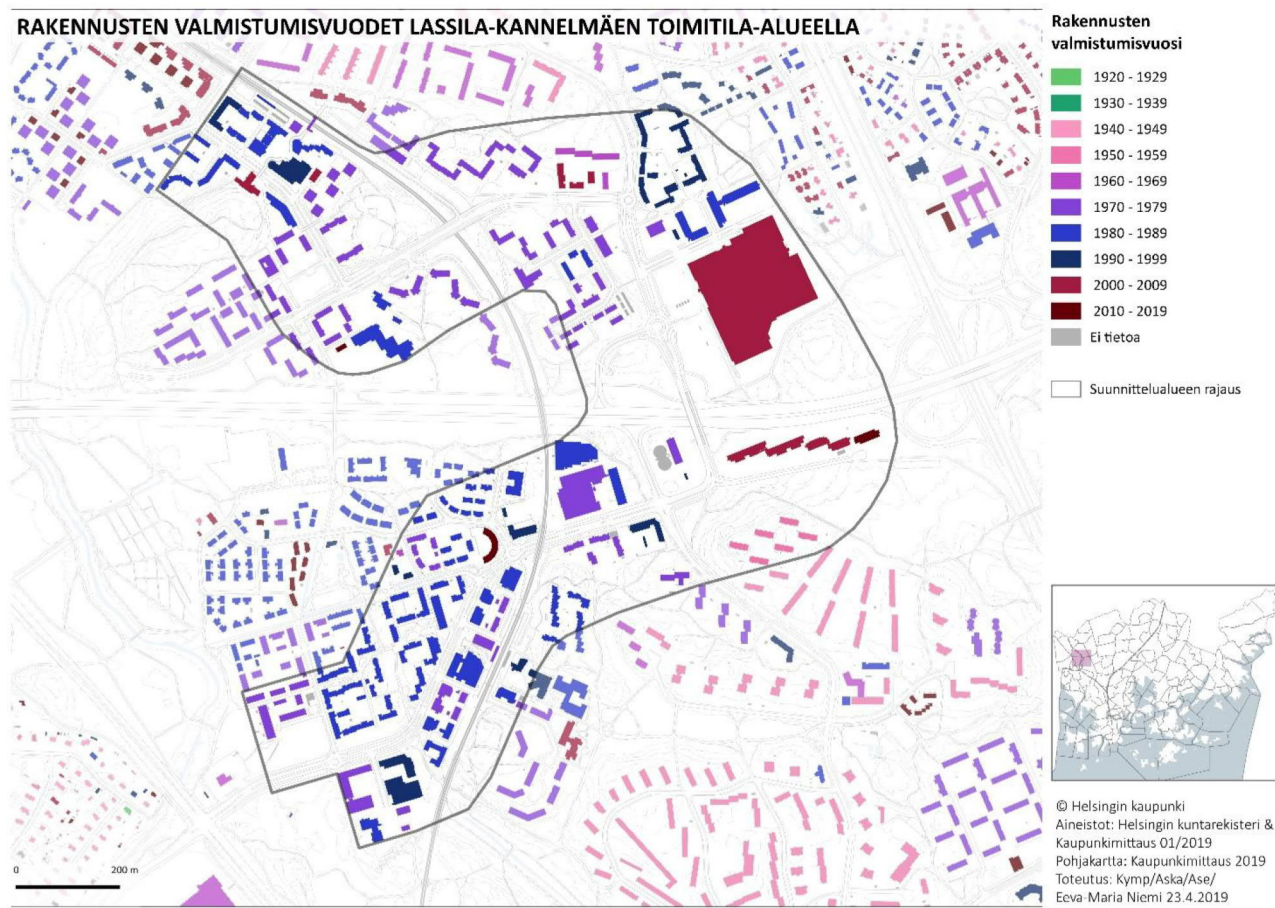 RAKENNUSTEN VALMISTUMISVUODET LASSILA-KANNELMÄEN TOIMITILA-ALUEELLA
Rakennusten
valmistumisvuosi
1920 - 1929
1930 - 1939
1940 - 1949
1950 - 1959
1960 - 1969
1970 - 1979
1980 - 1989
1990 - 1999
2000 - 2009
2010 - 2019
Ei tietoa
Suunnittelualueen rajaus
0 200 m
© Helsingin kaupunki
Aineistot: Helsingin kuntarekisteri &
Kaupunkimittaus 01/2019
Pohjakartta: Kaupunkimittaus 2019
Toteutus: Kymp/Aska/Ase/
Eeva-Maria Niemi 23.4.2019